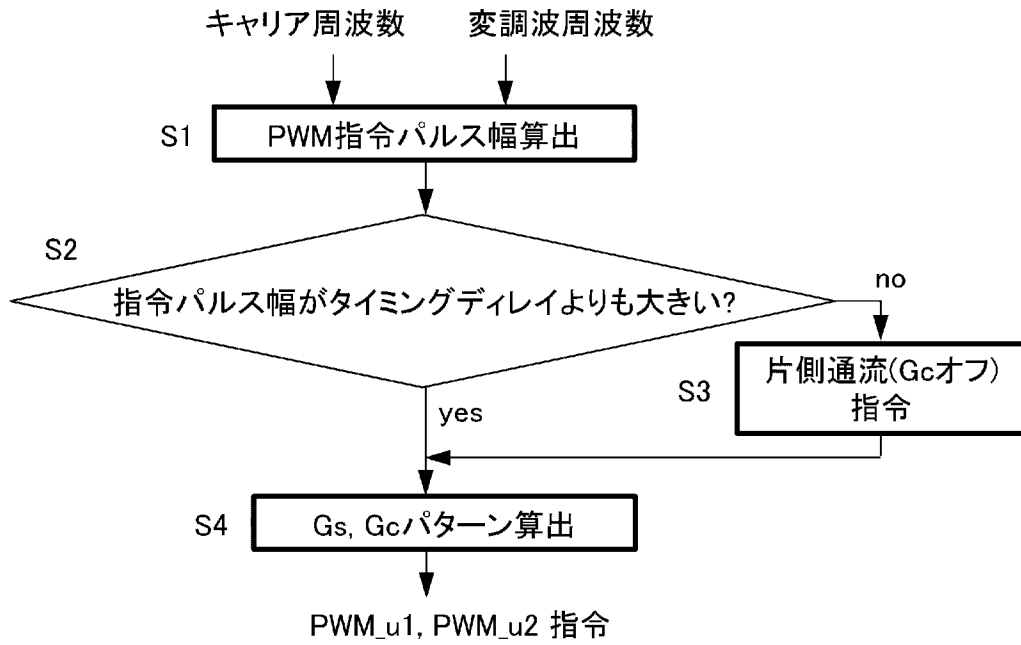 キャリア周波数 変調波周波数
S1 PWM指令パルス幅算出
S2
指令パルス幅がタイミングディレイよりも大きい?
no
S3 片側通流(Gcオフ)
指令
yes
S4 Gs, Gcパターン算出
PWM_u1, PWM_u2 指令